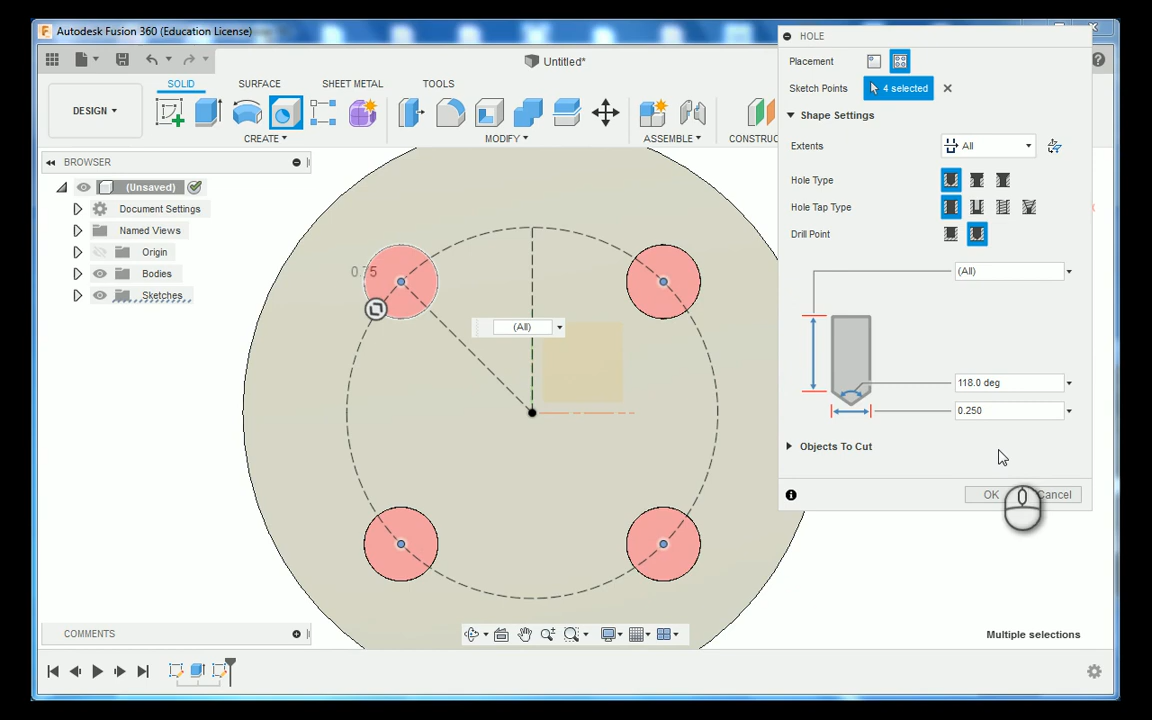 Autodesk Fusion 360 (Education License)
HOLE
Placement
Untitled*
SOLID
SURFACE
SHEET METAL
TOOLS
Sketch Points
4 selected
DESIGN
Shape Settings
CREATE
MODIFY
ASSEMBLE
CONSTRUC
Extents
All
BROWSER
(Unsaved)
Hole Type
Document Settings
Hole Tap Type
Named Views
Drill Point
Origin
Bodies
Sketches
0.75
(All)
(All)
118.0 deg
0.250
Objects To Cut
OK
Cancel
COMMENTS
Multiple selections